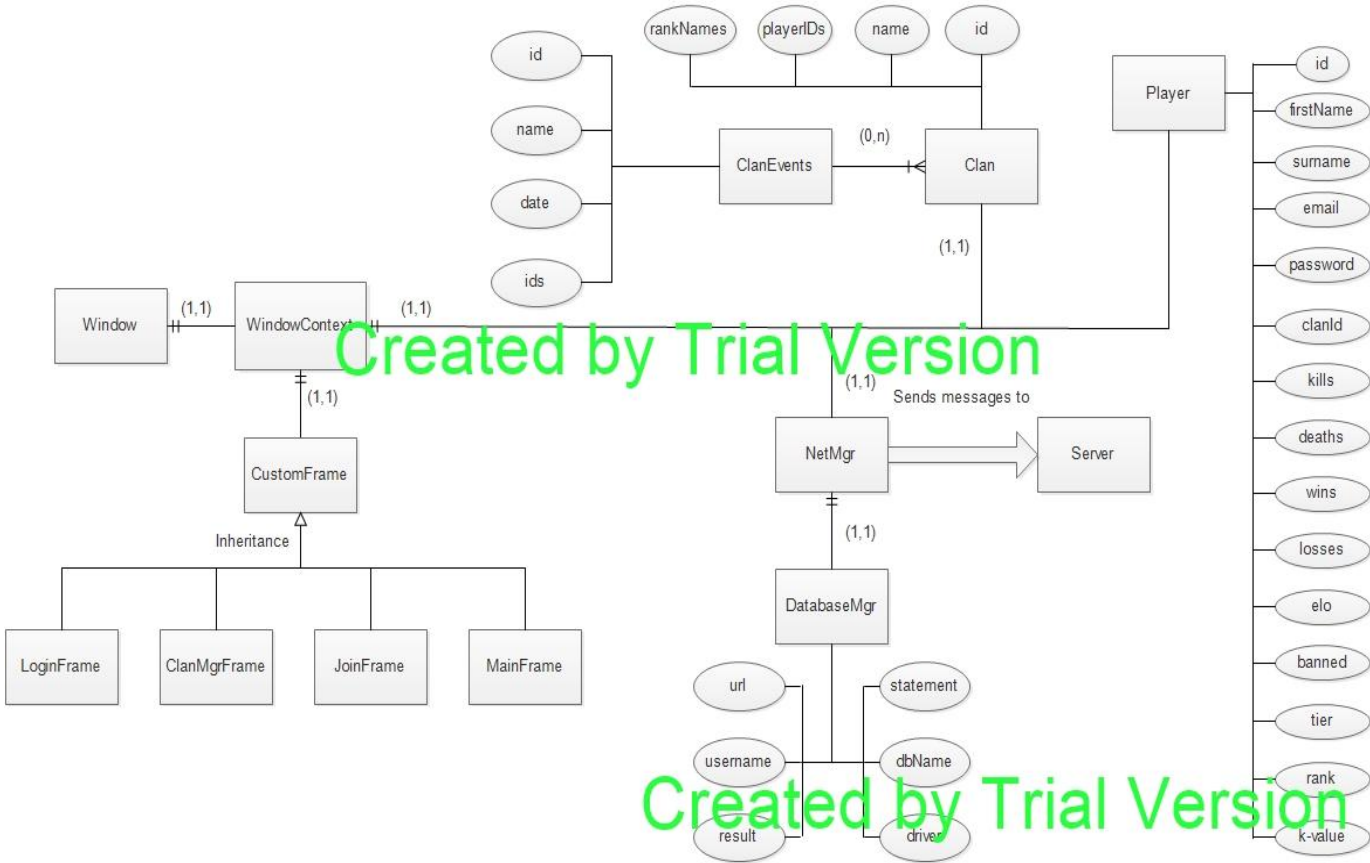 rankNames
playerIDs
name
id
id
Player
id
firstName
name
ClanEvents
(0,n)
Clan
surname
date
email
(1,1)
password
ids
Window
(1,1)
WindowContext
(1,1)
clanId
Created by Trial Version
(1,1)
(1,1)
Sends messages to
kills
CustomFrame
NetMgr
Server
deaths
wins
Inheritance
(1,1)
losses
DatabaseMgr
elo
LoginFrame
ClanMgrFrame
JoinFrame
MainFrame
url
statement
banned
tier
username
dbName
rank
Created by Trial Version
result
driver
k-value